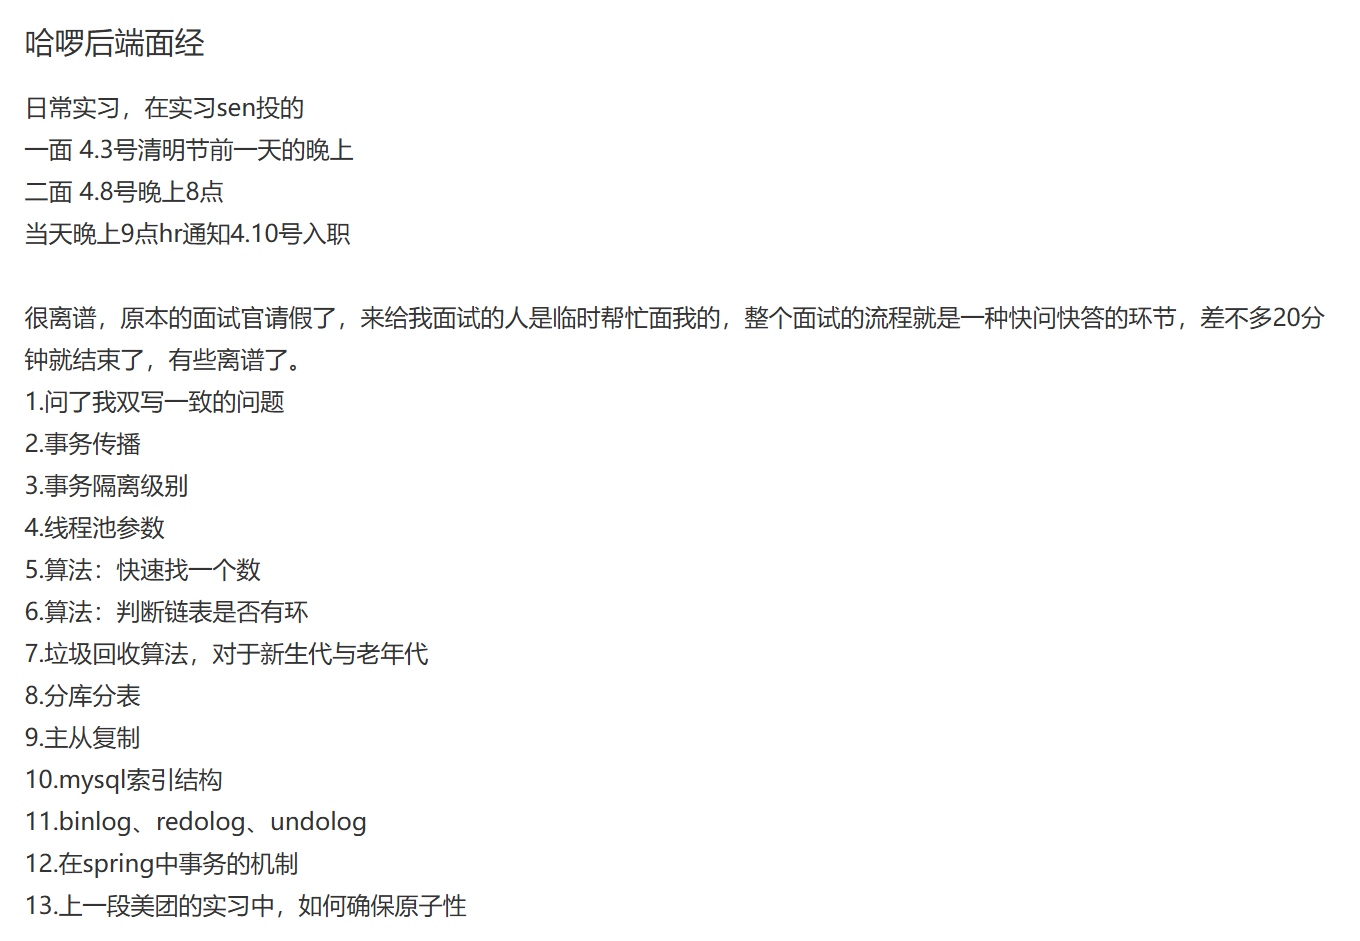 哈啰后端面经
日常实习，在实习sen投的
一面 4.3号清明节前一天的晚上
二面 4.8号晚上8点
当天晚上9点hr通知4.10号入职
很离谱，原本的面试官请假了，来给我面试的人是临时帮忙面我的，整个面试的流程就是一种快问快答的环节，差不多20分
钟就结束了，有些离谱了。
1.问了我双写一致的问题
2.事务传播
3.事务隔离级别
4.线程池参数
5.算法：快速找一个数
6.算法：判断链表是否有环
7.垃圾回收算法，对于新生代与老年代
8.分库分表
9.主从复制
10.mysql索引结构
11.binlog、redolog、undolog
12.在spring中事务的机制
13.上一段美团的实习中，如何确保原子性